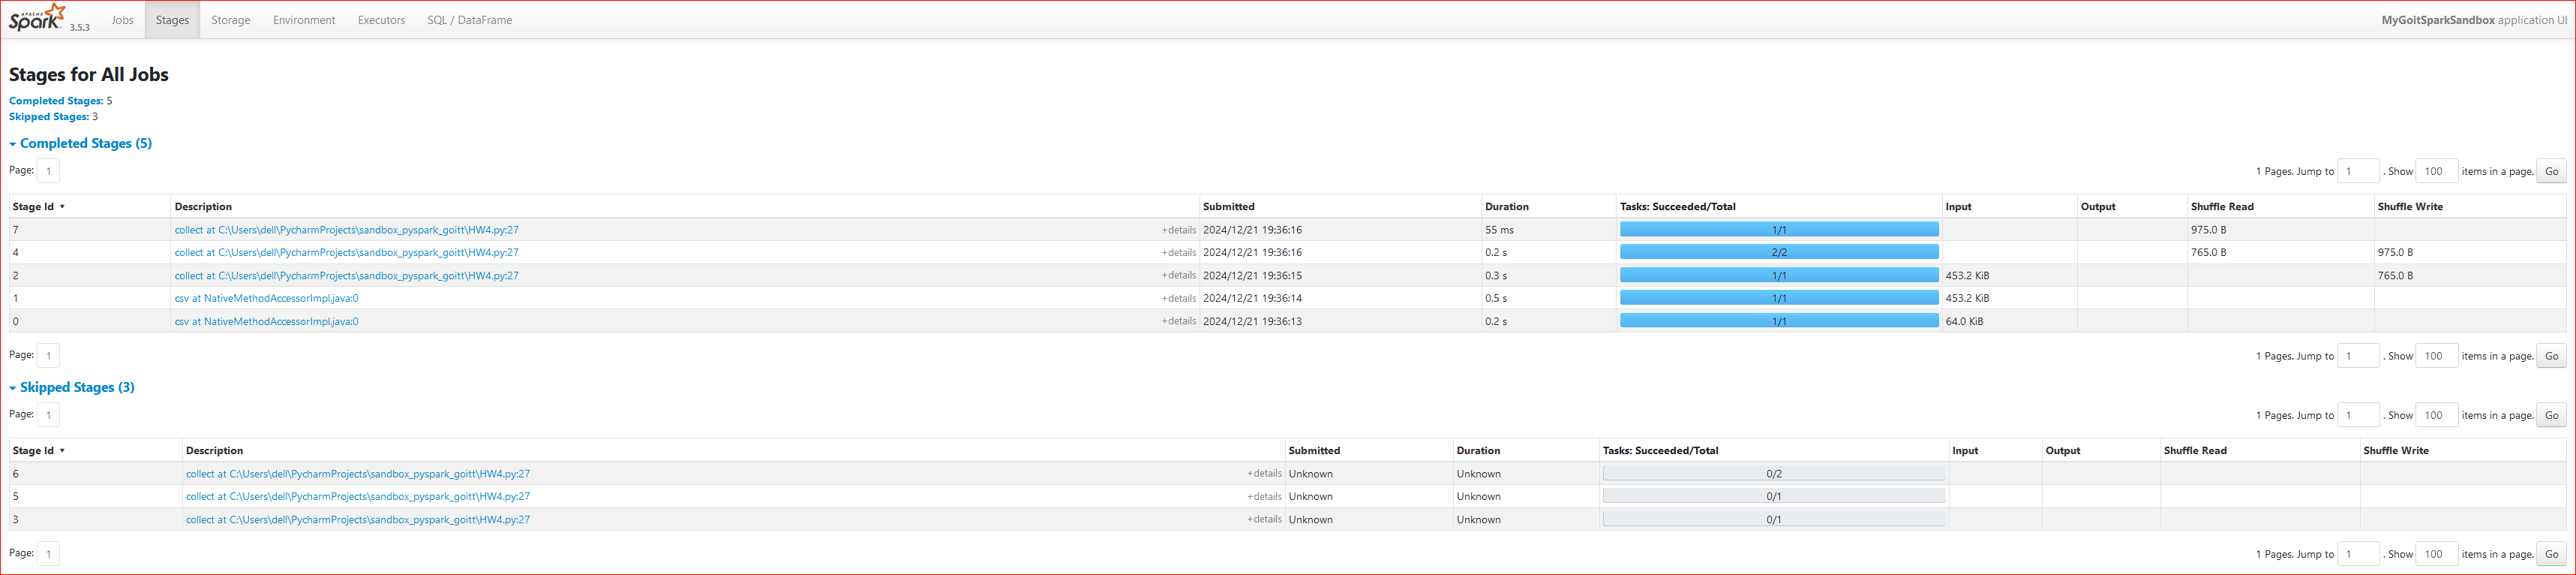 APACHE Spark 3.5.3 Jobs Stages Storage Environment Executors SQL / DataFrame MyGoitSparkSandbox application UI
Stages for All Jobs
Completed Stages: 5
Skipped Stages: 3
Completed Stages (5)
Page: 1 1 Pages. Jump to 1 . Show 100 items in a page. Go
Stage Id Description Submitted Duration Tasks: Succeeded/Total Input Output Shuffle Read Shuffle Write
7 collect at C:\Users\dell\PycharmProjects\sandbox_pyspark_goitt\HW4.py:27 +details 2024/12/21 19:36:16 55 ms 1/1 975.0 B
4 collect at C:\Users\dell\PycharmProjects\sandbox_pyspark_goitt\HW4.py:27 +details 2024/12/21 19:36:16 0.2 s 2/2 765.0 B 975.0 B
2 collect at C:\Users\dell\PycharmProjects\sandbox_pyspark_goitt\HW4.py:27 +details 2024/12/21 19:36:15 0.3 s 1/1 453.2 KiB 765.0 B
1 csv at NativeMethodAccessorImpl.java:0 +details 2024/12/21 19:36:14 0.5 s 1/1 453.2 KiB
0 csv at NativeMethodAccessorImpl.java:0 +details 2024/12/21 19:36:13 0.2 s 1/1 64.0 KiB
Page: 1 1 Pages. Jump to 1 . Show 100 items in a page. Go
Skipped Stages (3)
Page: 1 1 Pages. Jump to 1 . Show 100 items in a page. Go
Stage Id Description Submitted Duration Tasks: Succeeded/Total Input Output Shuffle Read Shuffle Write
6 collect at C:\Users\dell\PycharmProjects\sandbox_pyspark_goitt\HW4.py:27 +details Unknown Unknown 0/2
5 collect at C:\Users\dell\PycharmProjects\sandbox_pyspark_goitt\HW4.py:27 +details Unknown Unknown 0/1
3 collect at C:\Users\dell\PycharmProjects\sandbox_pyspark_goitt\HW4.py:27 +details Unknown Unknown 0/1
Page: 1 1 Pages. Jump to 1 . Show 100 items in a page. Go